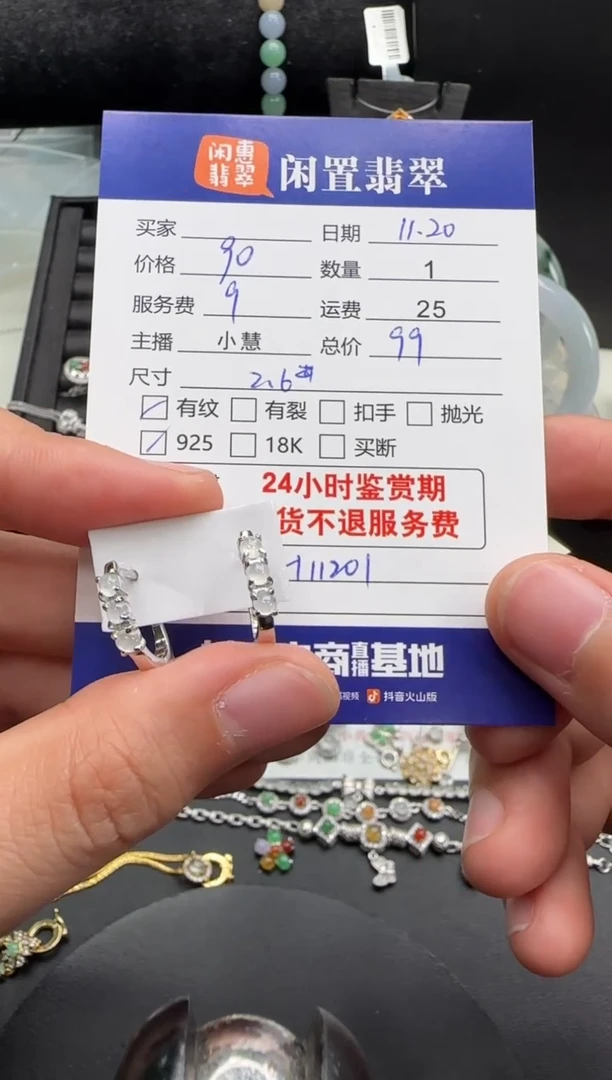 闲惠
翡翠
闲置翡翠
买家 日期 11.20
价格 90 数量 1
服务费 9 运费 25
主播 小慧 总价 99
尺寸 2.6
有纹 有裂 扣手 抛光
925 18K 买断
24小时鉴赏期
货不退服务费
111201
商直播基地
视频 抖音火山版